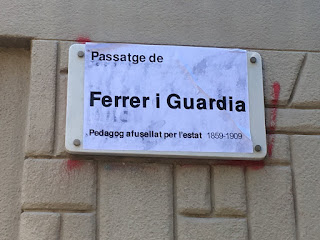 Passatge de
Ferrer i Guardia
Pedagog afusellat per l'estat 1859-1909